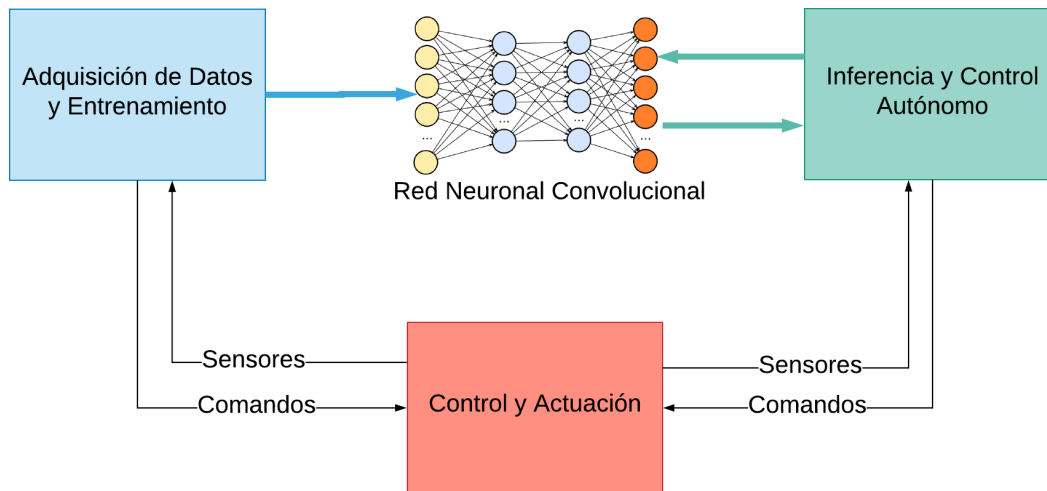 Adquisición de Datos
y Entrenamiento
...
...
...
...
Red Neuronal Convolucional
Inferencia y Control
Autónomo
Sensores
Comandos
Control y Actuación
Sensores
Comandos